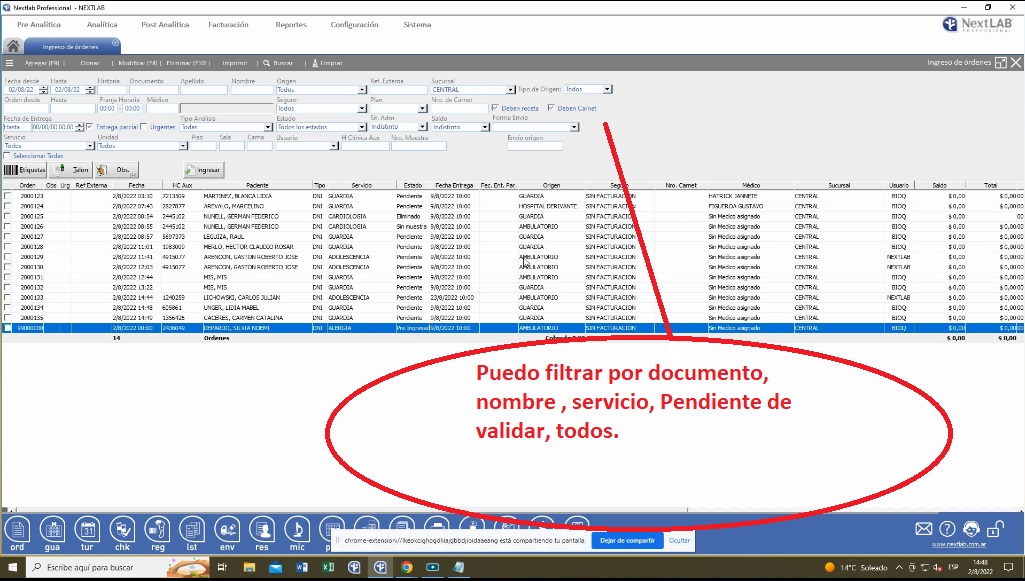 Nextlab Professional - NEXTLAB
Pre Analítica Analítica Post Analítica Facturación Reportes Configuración Sistema
NextLAB
PROFESSIONAL
Ingreso de órdenes
Agregar [F9] | Clonar | Modificar [F8] | Eliminar [F10] | Imprimir | Buscar | Limpiar Ingreso de órdenes
Fecha desde Hasta Historia Documento Apellido Nombre Origen Ref. Externa Sucursal
02/08/22 02/08/22 Todos CENTRAL Tipo de Origen: Todos
Orden desde Hasta Franja Horaria Médico Seguro Plan Nro. de Carnet
00:00 - 00:00 Todos Deben receta Deben Carnet
Fecha de Entrega Tipo Análisis Estado Sit. Adm Saldo Forma Envío
Hasta 00/00/00 00:00 Entrega parcial Urgentes Todas Todos los estados Indistinto Indistinto
Servicio Unidad Piso Sala Cama Usuario H Clínica Aux Nro. Muestra Envío origen
Todos Todos
Seleccionar Todas
Etiquetas Talon Obs. Ingresar
Orden Obs Urg Ref Externa Fecha HC Aux Paciente Tipo Servicio Estado Fecha Entrega Fec. Ent. Par. Origen Nro. Carnet Médico Sucursal Usuario Saldo Total
2000123 2/8/2022 03:10 7213509 MARTINEZ, BLANCA LIDIA DNI GUARDIA Pendiente 9/8/2022 10:00 GUARDIA SIN FACTURACION HATRICK JANNETE CENTRAL BIOQ $ 0,00 $ 0,00
2000124 2/8/2022 07:43 2827877 AREVALO, MARCELINO DNI GUARDIA Pendiente 9/8/2022 10:00 HOSPITAL DERIVANTE SIN FACTURACION FIGUEROA GUSTAVO CENTRAL BIOQ $ 0,00 $ 0,00
2000125 2/8/2022 08:54 2445102 NUNELL, GERMAN FEDERICO DNI CARDIOLOGIA Eliminado 9/8/2022 10:00 GUARDIA SIN FACTURACION Sin Medico asignado CENTRAL BIOQ $ 0,00
2000126 2/8/2022 08:55 2445102 NUNELL, GERMAN FEDERICO DNI CARDIOLOGIA Sin muestra 9/8/2022 10:00 AMBULATORIO SIN FACTURACION Sin Medico asignado CENTRAL BIOQ $ 0,00 $ 0,00
2000127 2/8/2022 08:57 5697375 LEGUIZA, RAUL DNI GUARDIA Pendiente 9/8/2022 10:00 GUARDIA SIN FACTURACION Sin Medico asignado CENTRAL BIOQ $ 0,00 $ 0,00
2000128 2/8/2022 11:01 1983009 MERLO, HECTOR CLAUDIO ROSAR DNI GUARDIA Pendiente 9/8/2022 10:00 GUARDIA SIN FACTURACION Sin Medico asignado CENTRAL BIOQ $ 0,00 $ 0,00
2000129 2/8/2022 11:41 4915077 ARENCON, GASTON ROBERTO JOSE DNI ADOLESCENCIA Pendiente 9/8/2022 10:00 AMBULATORIO SIN FACTURACION Sin Medico asignado CENTRAL NEXTLAB $ 0,00 $ 0,00
2000130 2/8/2022 12:03 4915077 ARENCON, GASTON ROBERTO JOSE DNI ADOLESCENCIA Pendiente 9/8/2022 10:00 AMBULATORIO SIN FACTURACION Sin Medico asignado CENTRAL NEXTLAB $ 0,00 $ 0,00
2000131 2/8/2022 12:44 MIS, MIS DNI GUARDIA Pendiente 9/8/2022 10:00 GUARDIA SIN FACTURACION Sin Medico asignado CENTRAL BIOQ $ 0,00 $ 0,00
2000132 2/8/2022 13:22 MIS, MIS DNI GUARDIA Pendiente 9/8/2022 10:00 GUARDIA SIN FACTURACION Sin Medico asignado CENTRAL BIOQ $ 0,00 $ 0,00
2000133 2/8/2022 14:44 1240259 LICHOWSKI, CARLOS JULIAN DNI ADOLESCENCIA Pendiente 23/8/2022 10:00 AMBULATORIO SIN FACTURACION Sin Medico asignado CENTRAL NEXTLAB $ 0,00 $ 0,00
2000134 2/8/2022 14:48 605861 UNGER, LIDIA MABEL DNI GUARDIA Pendiente 9/8/2022 10:00 GUARDIA SIN FACTURACION Sin Medico asignado CENTRAL BIOQ $ 0,00 $ 0,00
2000135 2/8/2022 14:49 1356425 CACERES, CARMEN CATALINA DNI GUARDIA Pendiente 9/8/2022 10:00 GUARDIA SIN FACTURACION Sin Medico asignado CENTRAL BIOQ $ 0,00 $ 0,00
99000000 2/8/2022 00:00 2436049 DEPARDO, SILVIA NOEMI DNI ALERGIA Pre Ingresad 9/8/2022 10:00 AMBULATORIO SIN FACTURACION Sin Medico asignado CENTRAL BIOQ $ 0,00 $ 0,00
14 Ordenes $ 0,00 $ 0,00
Puedo filtrar por documento,
nombre , servicio, Pendiente de
validar, todos.
ord gua tur chk reg lst env res mic
www.nextlab.com.ar
está compartiendo tu pantalla. Dejar de compartir Ocultar
Escribe aquí para buscar 14°C Soleado ESP 14:48
2/8/2022